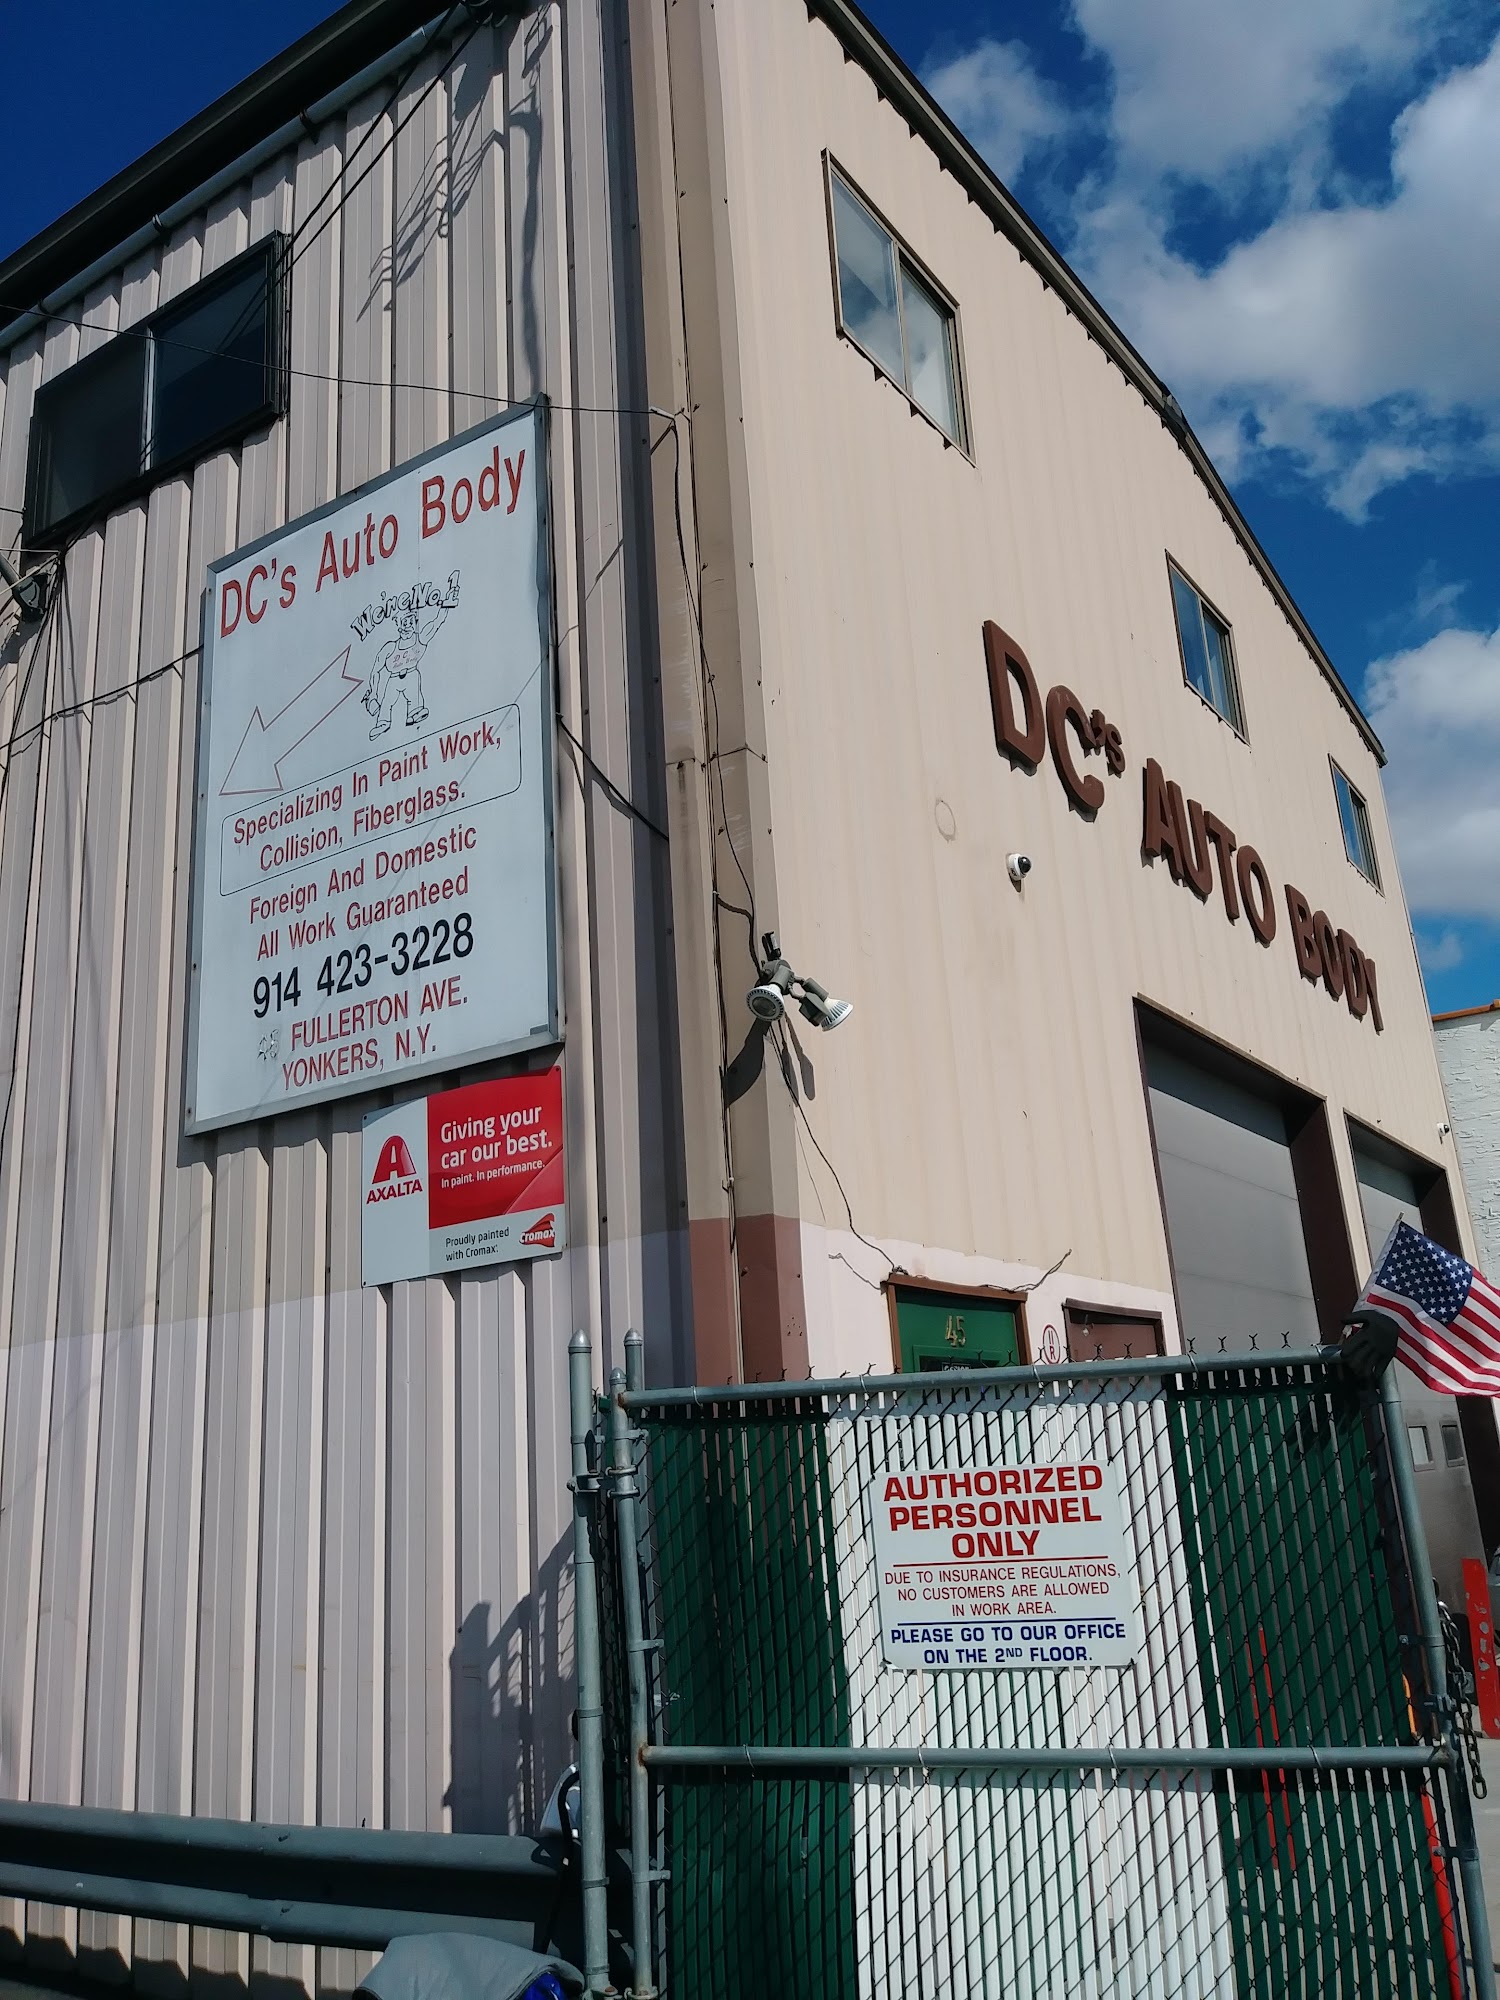 DC's Auto Body
We're No. 1
Specializing In Paint Work,
Collision, Fiberglass.
Foreign And Domestic
All Work Guaranteed
914 423-3228
45 FULLERTON AVE.
YONKERS, N.Y.
AXALTA
Giving your
car our best.
In paint. In performance.
Proudly painted
with Cromax.
Cromax
DC's AUTO BODY
45
AUTHORIZED
PERSONNEL
ONLY
DUE TO INSURANCE REGULATIONS,
NO CUSTOMERS ARE ALLOWED
IN WORK AREA.
PLEASE GO TO OUR OFFICE
ON THE 2ND FLOOR.